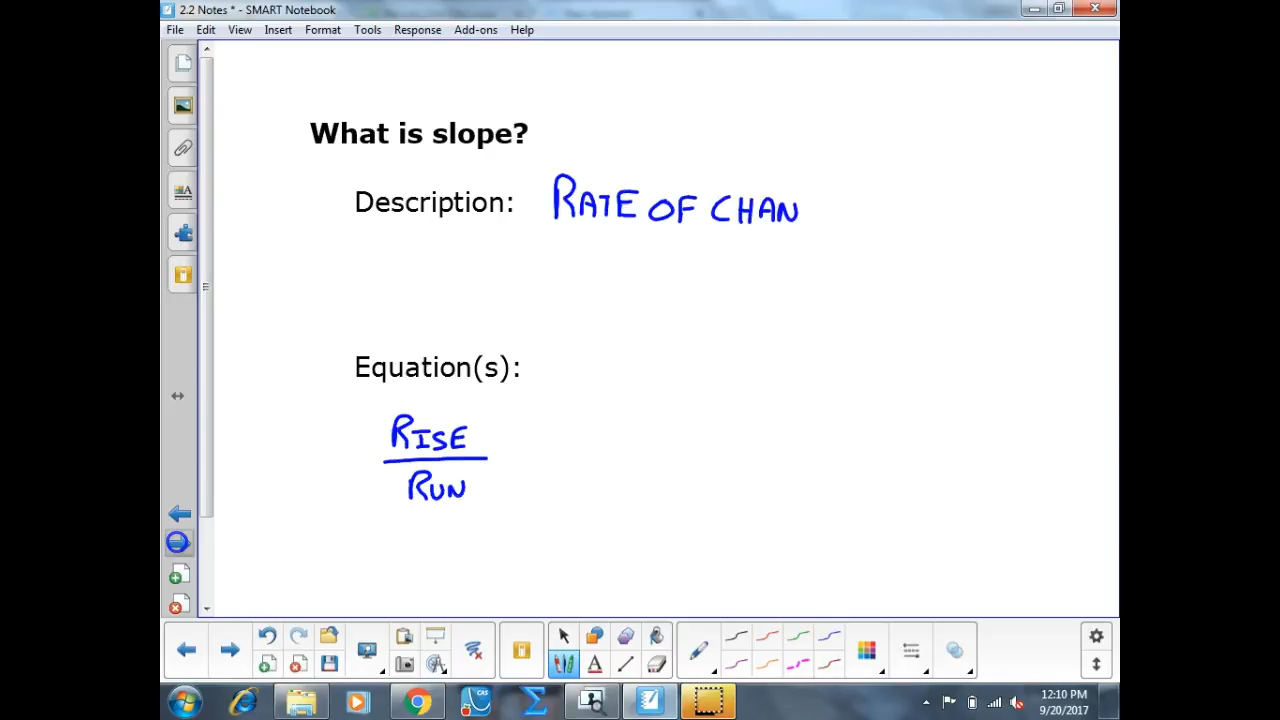 2.2 Notes * - SMART Notebook
File Edit View Insert Format Tools Response Add-ons Help
What is slope?
Description: RATE OF CHAN
Equation(s):
RISE
RUN
CAS
12:10 PM
9/20/2017